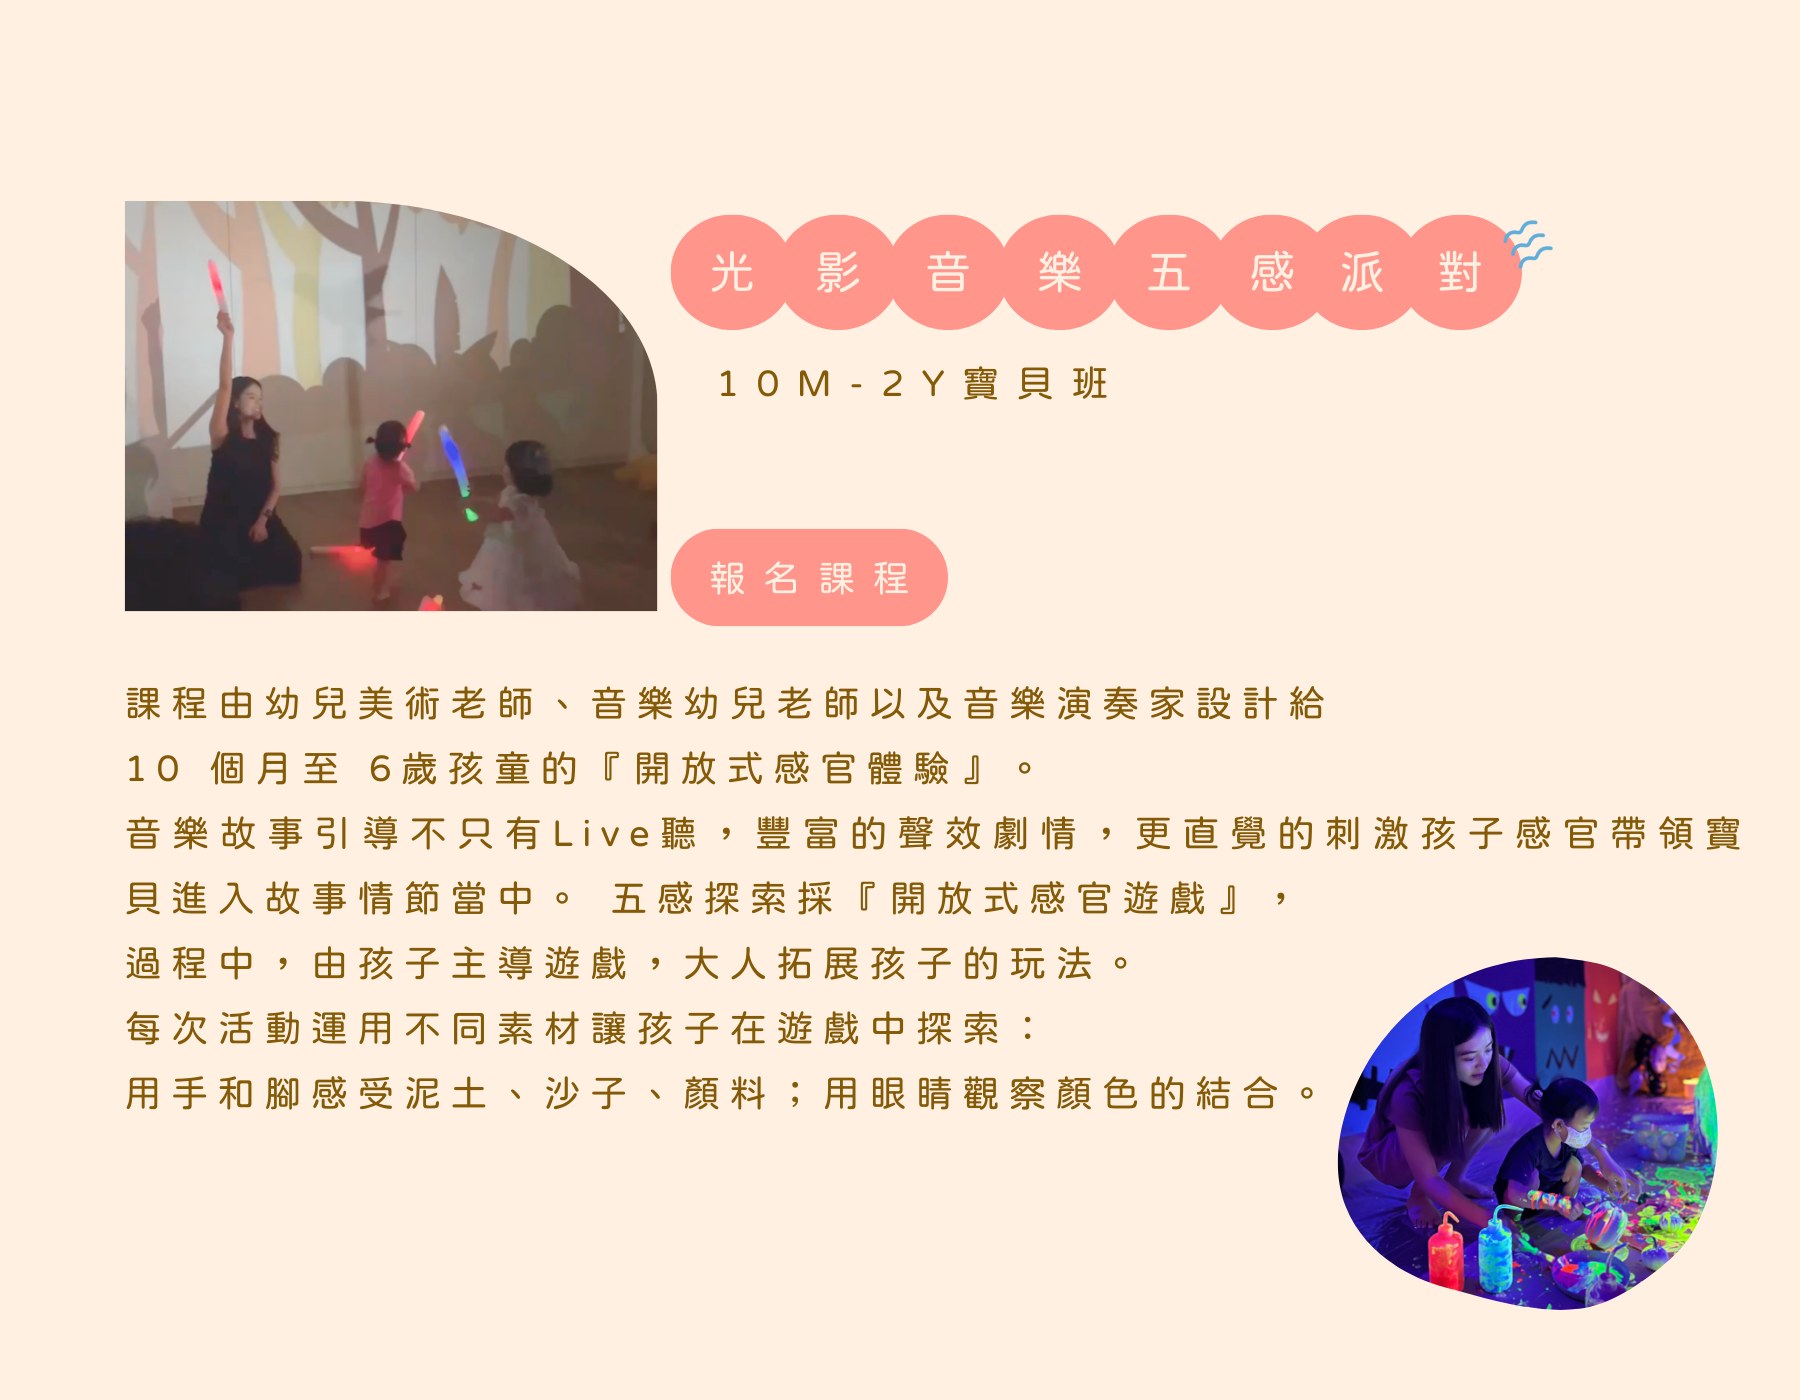 光影音樂五感派對
10M-2Y寶貝班
報名課程
課程由幼兒美術老師、音樂幼兒老師以及音樂演奏家設計給
10 個月至 6歲孩童的『開放式感官體驗』。
音樂故事引導不只有Live聽，豐富的聲效劇情，更直覺的刺激孩子感官帶領寶
貝進入故事情節當中。 五感探索採『開放式感官遊戲』，
過程中，由孩子主導遊戲，大人拓展孩子的玩法。
每次活動運用不同素材讓孩子在遊戲中探索：
用手和腳感受泥土、沙子、顏料；用眼睛觀察顏色的結合。